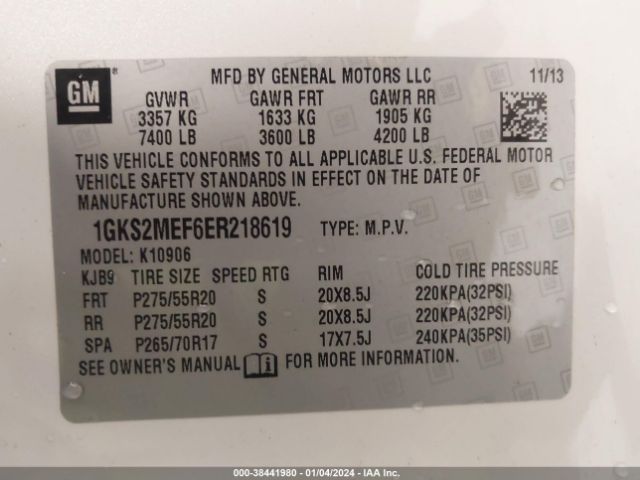 GM® MFD BY GENERAL MOTORS LLC 11/13
GVWR GAWR FRT GAWR RR
3357 KG 1633 KG 1905 KG
7400 LB 3600 LB 4200 LB
THIS VEHICLE CONFORMS TO ALL APPLICABLE U.S. FEDERAL MOTOR
VEHICLE SAFETY STANDARDS IN EFFECT ON THE DATE OF
MANUFACTURE SHOWN ABOVE.
1GKS2MEF6ER218619 TYPE: M.P.V.
MODEL: K10906
KJB9 TIRE SIZE SPEED RTG RIM COLD TIRE PRESSURE
FRT P275/55R20 S 20X8.5J 220KPA(32PSI)
RR P275/55R20 S 20X8.5J 220KPA(32PSI)
SPA P265/70R17 S 17X7.5J 240KPA(35PSI)
SEE OWNER'S MANUAL FOR MORE INFORMATION.
000-38441980 - 01/04/2024 - IAA Inc.